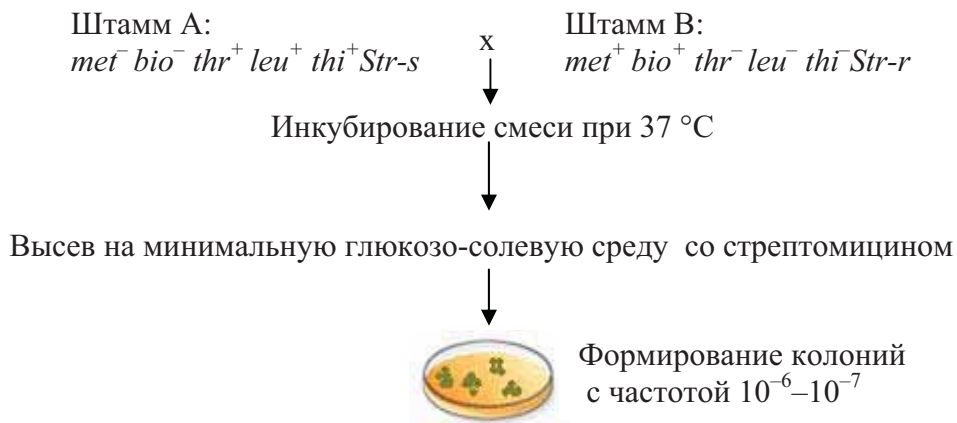 Штамм А:
met⁻ bio⁻ thr⁺ leu⁺ thi⁺Str-s
x
Штамм В:
met⁺ bio⁺ thr⁻ leu⁻ thi⁻Str-r
Инкубирование смеси при 37 °С
Высев на минимальную глюкозо-солевую среду со стрептомицином
Формирование колоний
с частотой 10⁻⁶–10⁻⁷